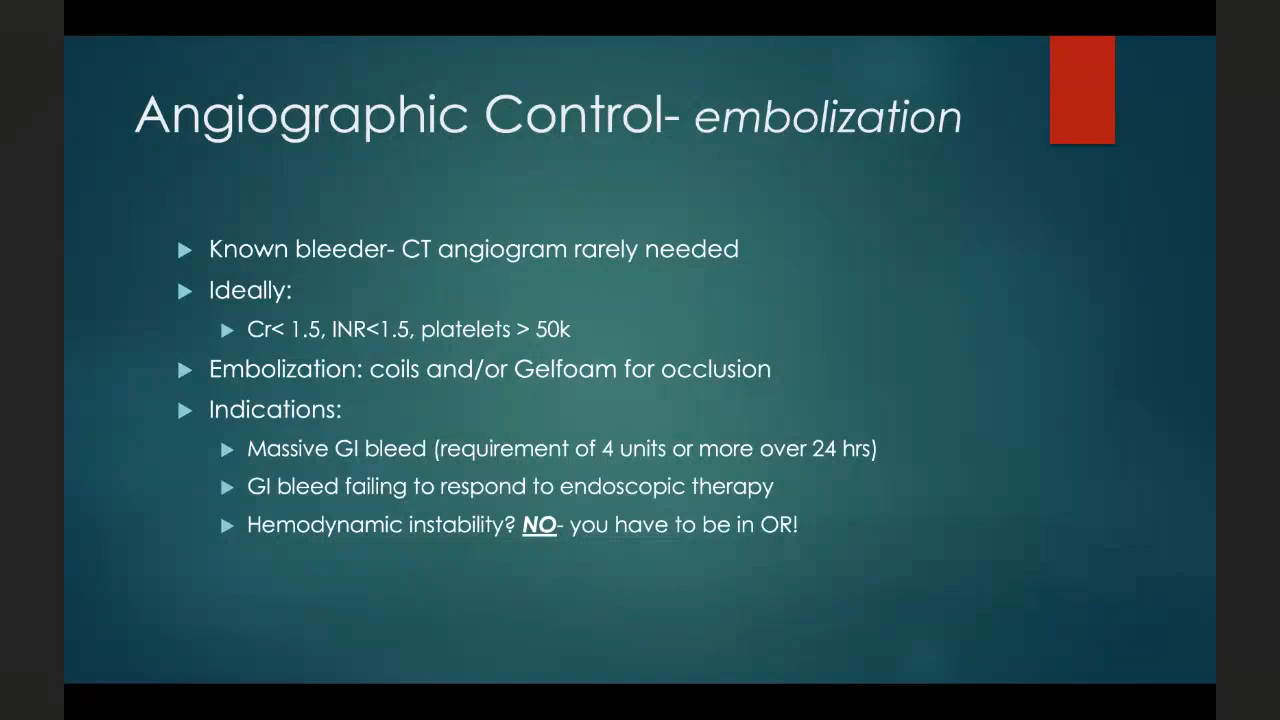 Angiographic Control- embolization
Known bleeder- CT angiogram rarely needed
Ideally:
Cr< 1.5, INR<1.5, platelets > 50k
Embolization: coils and/or Gelfoam for occlusion
Indications:
Massive GI bleed (requirement of 4 units or more over 24 hrs)
GI bleed failing to respond to endoscopic therapy
Hemodynamic instability? NO- you have to be in OR!